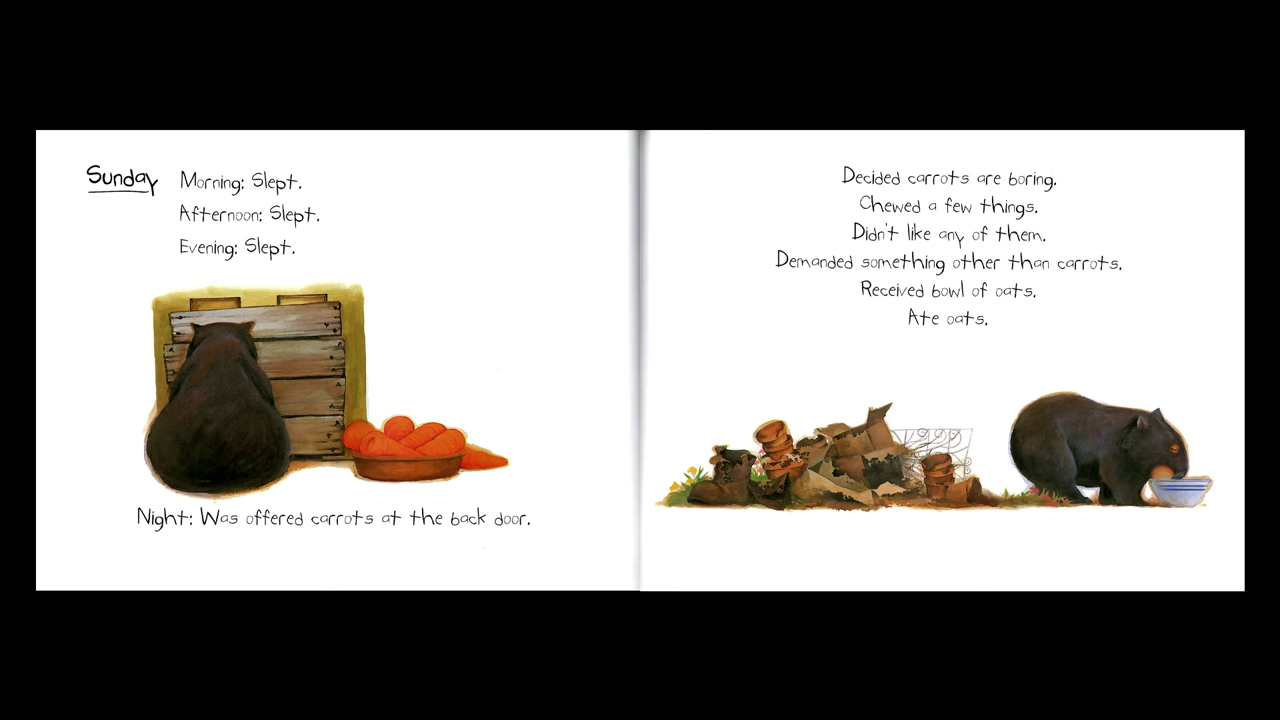 Sunday Morning: Slept.
Afternoon: Slept.
Evening: Slept.
Night: Was offered carrots at the back door.
Decided carrots are boring.
Chewed a few things.
Didn't like any of them.
Demanded something other than carrots.
Received bowl of oats.
Ate oats.